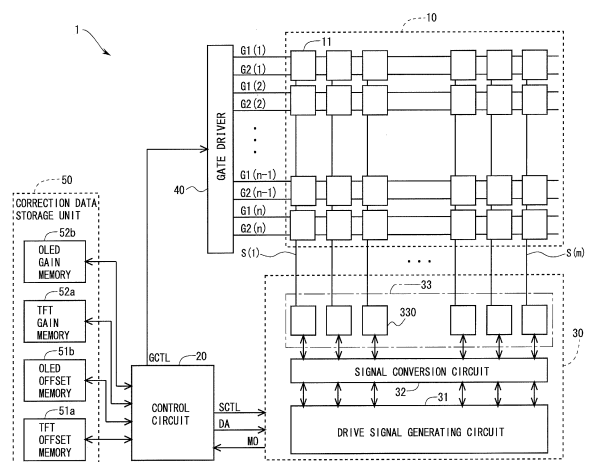 1
10
11
G1(1)
G2(1)
G1(2)
G2(2)
GATE DRIVER
40
G1(n-1)
G2(n-1)
G1(n)
G2(n)
S(1)
S(m)
50
CORRECTION DATA
STORAGE UNIT
52b
OLED
GAIN
MEMORY
52a
TFT
GAIN
MEMORY
51b
OLED
OFFSET
MEMORY
51a
TFT
OFFSET
MEMORY
GCTL
20
CONTROL
CIRCUIT
SCTL
DA
MO
33
330
30
SIGNAL CONVERSION CIRCUIT
32
31
DRIVE SIGNAL GENERATING CIRCUIT